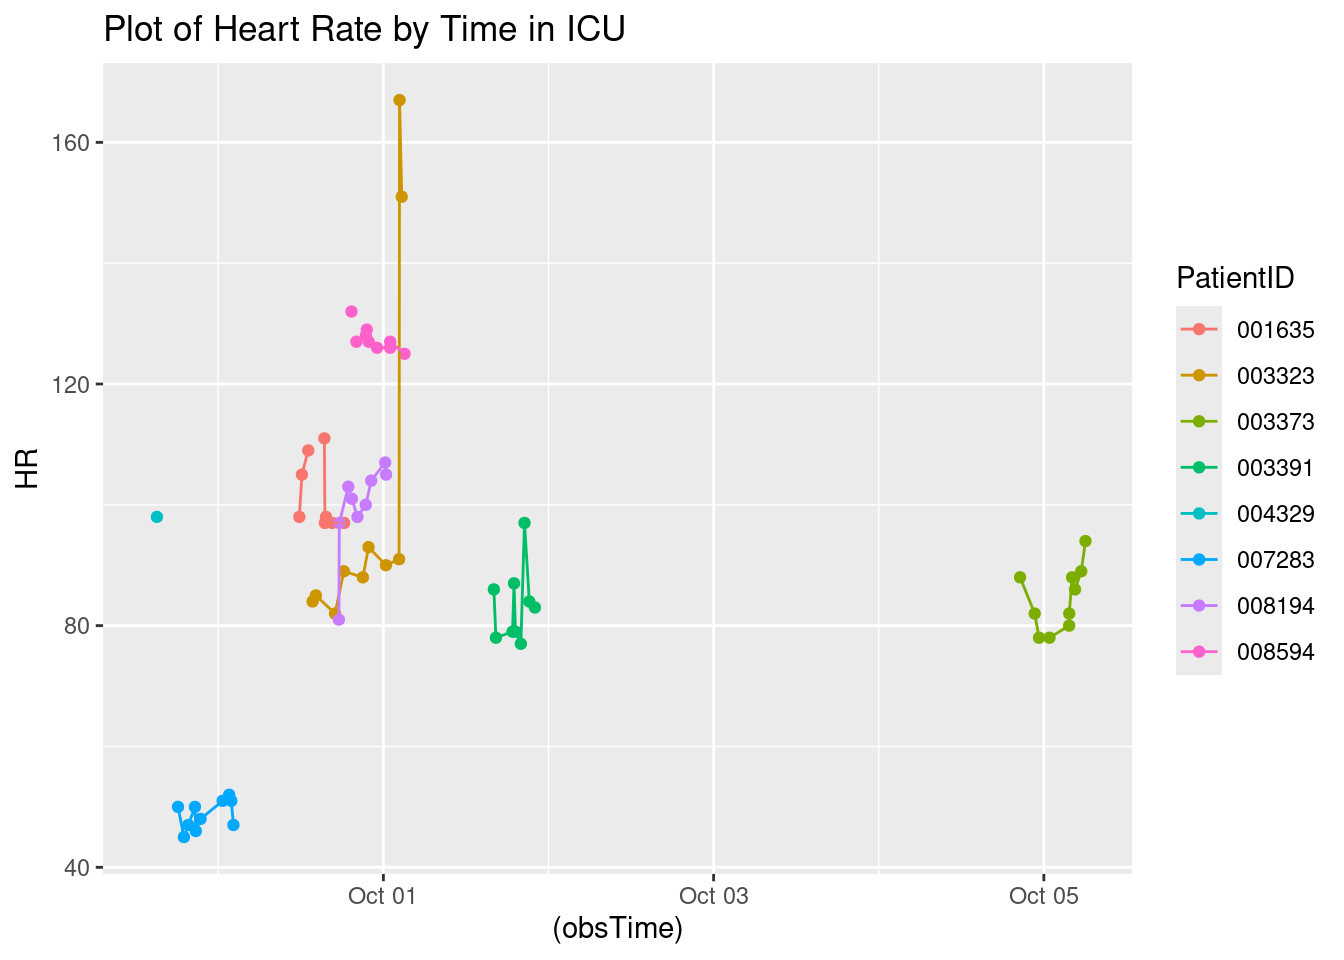 Plot of Heart Rate by Time in ICU
160
120
80
40
HR
Oct 01
Oct 03
Oct 05
(obsTime)
PatientID
001635
003323
003373
003391
004329
007283
008194
008594